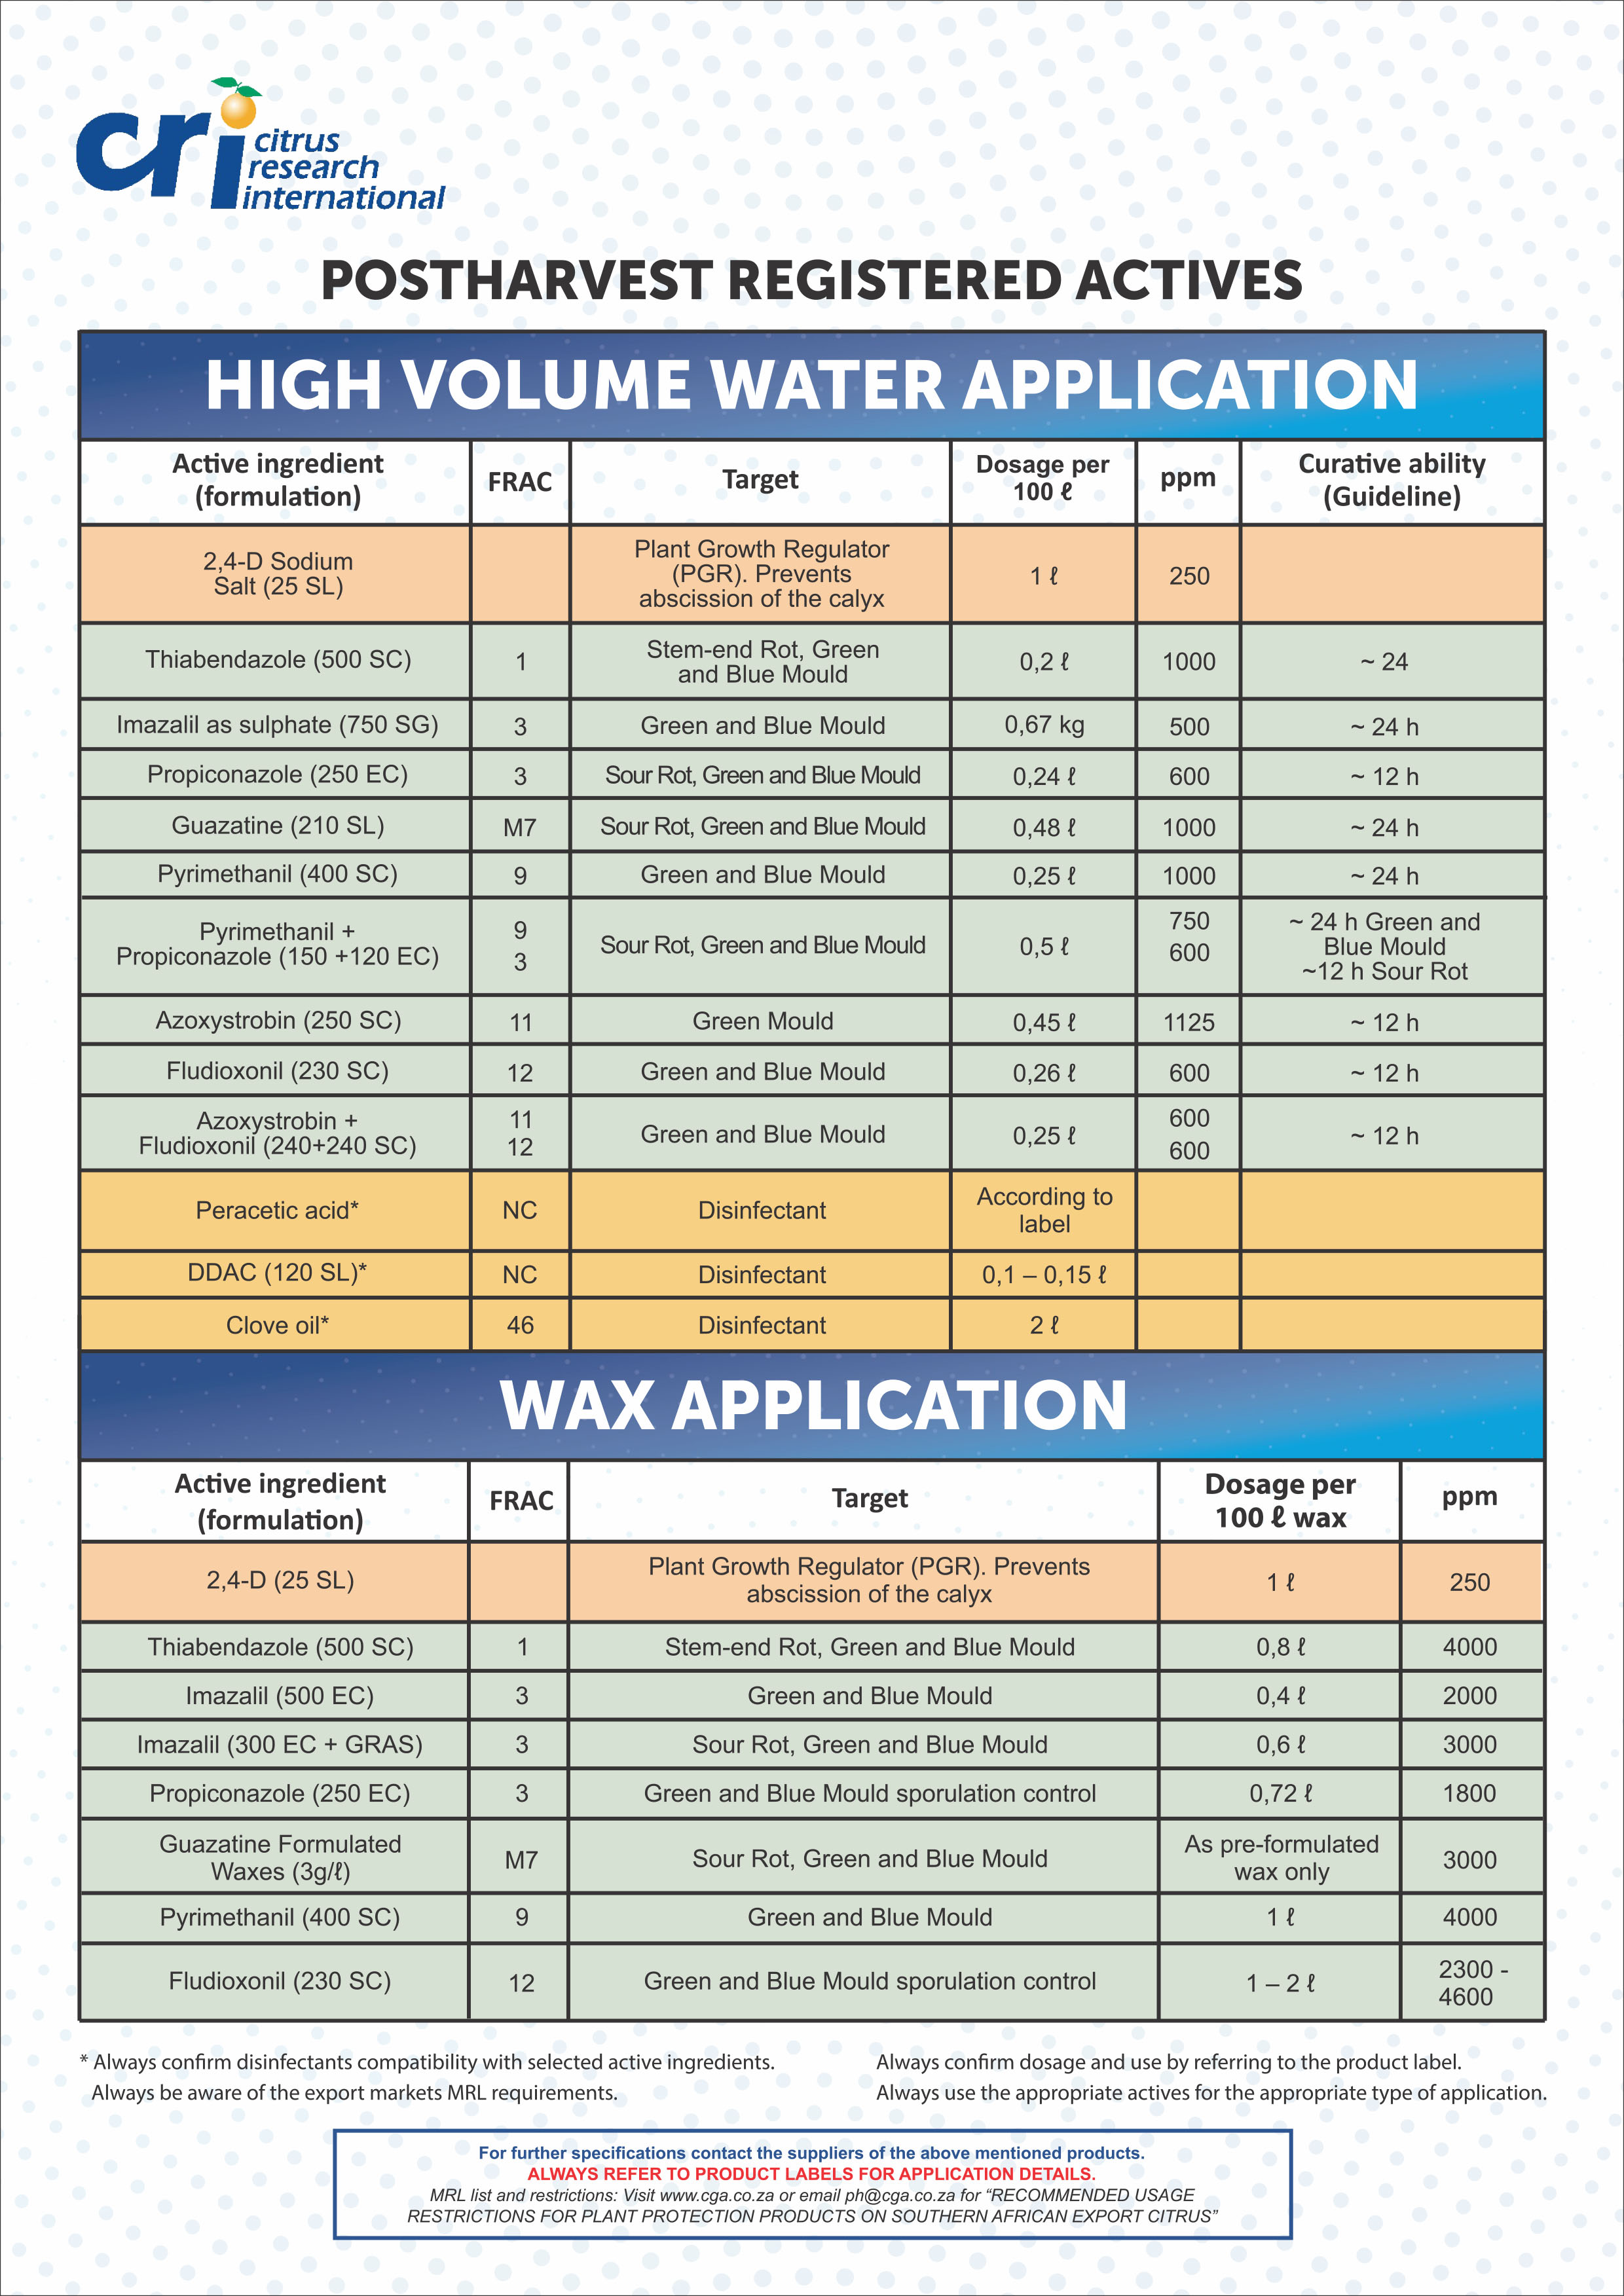 cri citrus
research
international
POSTHARVEST REGISTERED ACTIVES
HIGH VOLUME WATER APPLICATION
Active ingredient
(formulation)
FRAC
Target
Dosage per
100 ℓ
ppm
Curative ability
(Guideline)
2,4-D Sodium
Salt (25 SL)
Plant Growth Regulator
(PGR). Prevents
abscission of the calyx
1 ℓ
250
Thiabendazole (500 SC)
1
Stem-end Rot, Green
and Blue Mould
0,2 ℓ
1000
~ 24
Imazalil as sulphate (750 SG)
3
Green and Blue Mould
0,67 kg
500
~ 24 h
Propiconazole (250 EC)
3
Sour Rot, Green and Blue Mould
0,24 ℓ
600
~ 12 h
Guazatine (210 SL)
M7
Sour Rot, Green and Blue Mould
0,48 ℓ
1000
~ 24 h
Pyrimethanil (400 SC)
9
Green and Blue Mould
0,25 ℓ
1000
~ 24 h
Pyrimethanil +
Propiconazole (150 +120 EC)
9
3
Sour Rot, Green and Blue Mould
0,5 ℓ
750
600
~ 24 h Green and
Blue Mould
~12 h Sour Rot
Azoxystrobin (250 SC)
11
Green Mould
0,45 ℓ
1125
~ 12 h
Fludioxonil (230 SC)
12
Green and Blue Mould
0,26 ℓ
600
~ 12 h
Azoxystrobin +
Fludioxonil (240+240 SC)
11
12
Green and Blue Mould
0,25 ℓ
600
600
~ 12 h
Peracetic acid*
NC
Disinfectant
According to
label
DDAC (120 SL)*
NC
Disinfectant
0,1 – 0,15 ℓ
Clove oil*
46
Disinfectant
2 ℓ
WAX APPLICATION
Active ingredient
(formulation)
FRAC
Target
Dosage per
100 ℓ wax
ppm
2,4-D (25 SL)
Plant Growth Regulator (PGR). Prevents
abscission of the calyx
1 ℓ
250
Thiabendazole (500 SC)
1
Stem-end Rot, Green and Blue Mould
0,8 ℓ
4000
Imazalil (500 EC)
3
Green and Blue Mould
0,4 ℓ
2000
Imazalil (300 EC + GRAS)
3
Sour Rot, Green and Blue Mould
0,6 ℓ
3000
Propiconazole (250 EC)
3
Green and Blue Mould sporulation control
0,72 ℓ
1800
Guazatine Formulated
Waxes (3g/ℓ)
M7
Sour Rot, Green and Blue Mould
As pre-formulated
wax only
3000
Pyrimethanil (400 SC)
9
Green and Blue Mould
1 ℓ
4000
Fludioxonil (230 SC)
12
Green and Blue Mould sporulation control
1 – 2 ℓ
2300 -
4600
* Always confirm disinfectants compatibility with selected active ingredients.
Always be aware of the export markets MRL requirements.
Always confirm dosage and use by referring to the product label.
Always use the appropriate actives for the appropriate type of application.
For further specifications contact the suppliers of the above mentioned products.
ALWAYS REFER TO PRODUCT LABELS FOR APPLICATION DETAILS.
MRL list and restrictions: Visit www.cga.co.za or email ph@cga.co.za for “RECOMMENDED USAGE
RESTRICTIONS FOR PLANT PROTECTION PRODUCTS ON SOUTHERN AFRICAN EXPORT CITRUS”